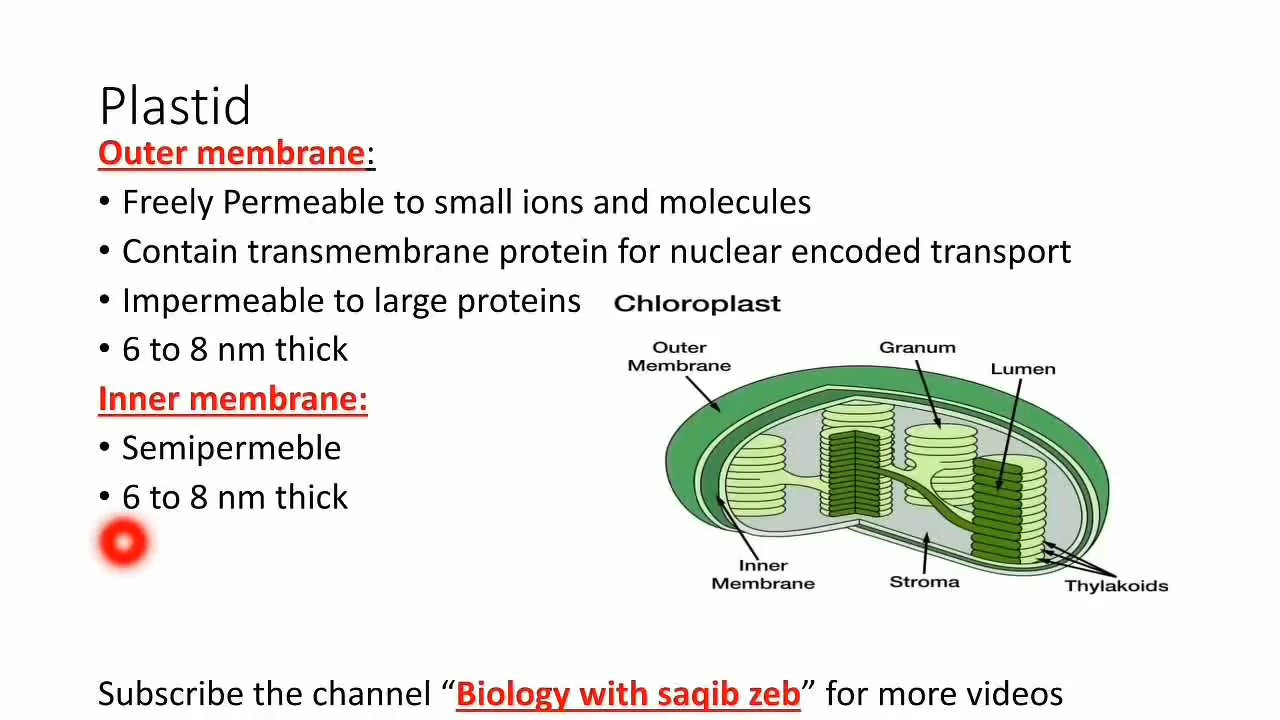 Plastid
Outer membrane:
• Freely Permeable to small ions and molecules
• Contain transmembrane protein for nuclear encoded transport
• Impermeable to large proteins
• 6 to 8 nm thick
Inner membrane:
• Semipermeble
• 6 to 8 nm thick
Chloroplast
Outer
Membrane
Granum
Lumen
Inner
Membrane
Stroma
Thylakoids
Subscribe the channel “Biology with saqib zeb” for more videos